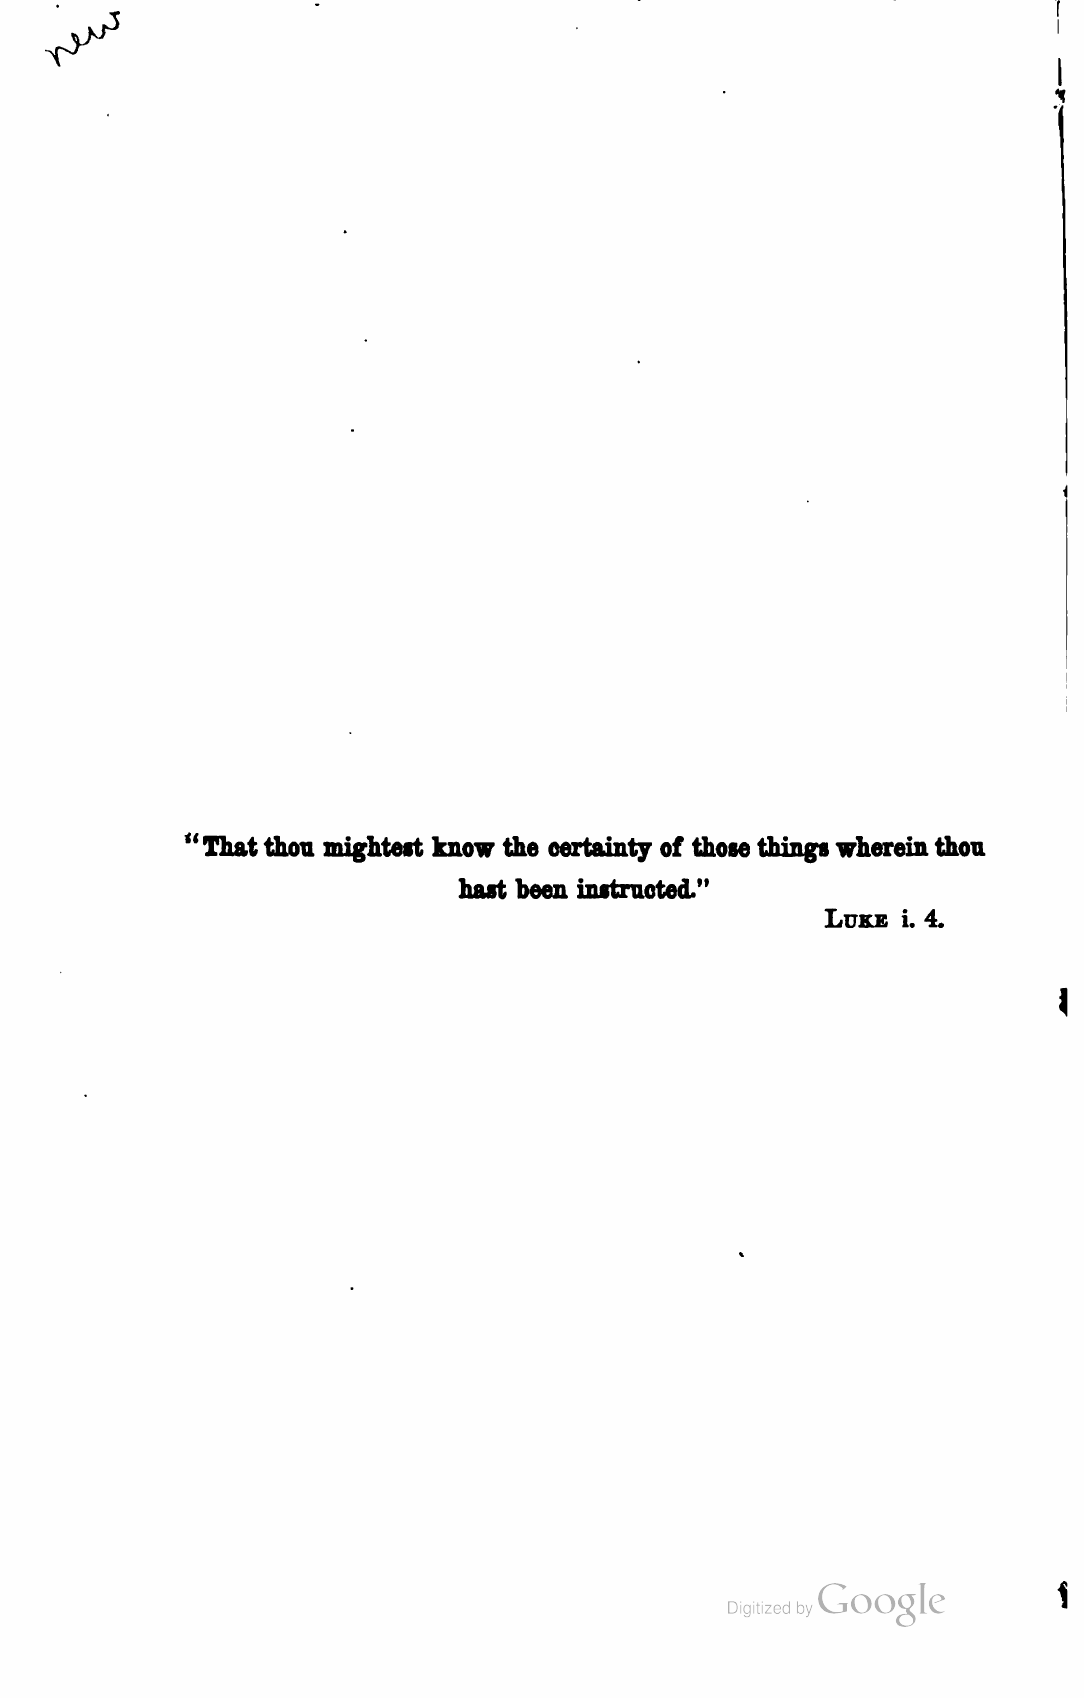 new
“That thou mightest know the certainty of those things wherein thou
hast been instructed.”
LUKE i. 4.
Digitized by Google